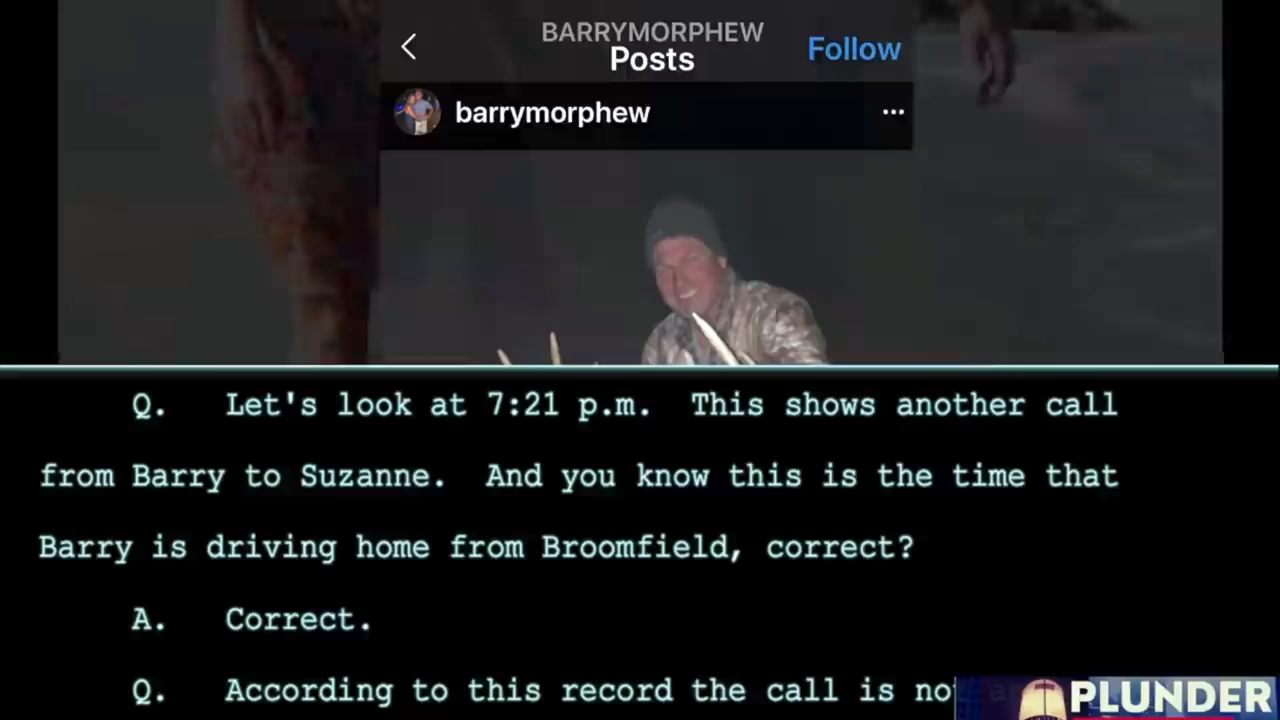 BARRYMORPHEW
Posts
Follow
barrymorphew
Q. Let's look at 7:21 p.m. This shows another call
from Barry to Suzanne. And you know this is the time that
Barry is driving home from Broomfield, correct?
A. Correct.
Q. According to this record the call is not
PLUNDER